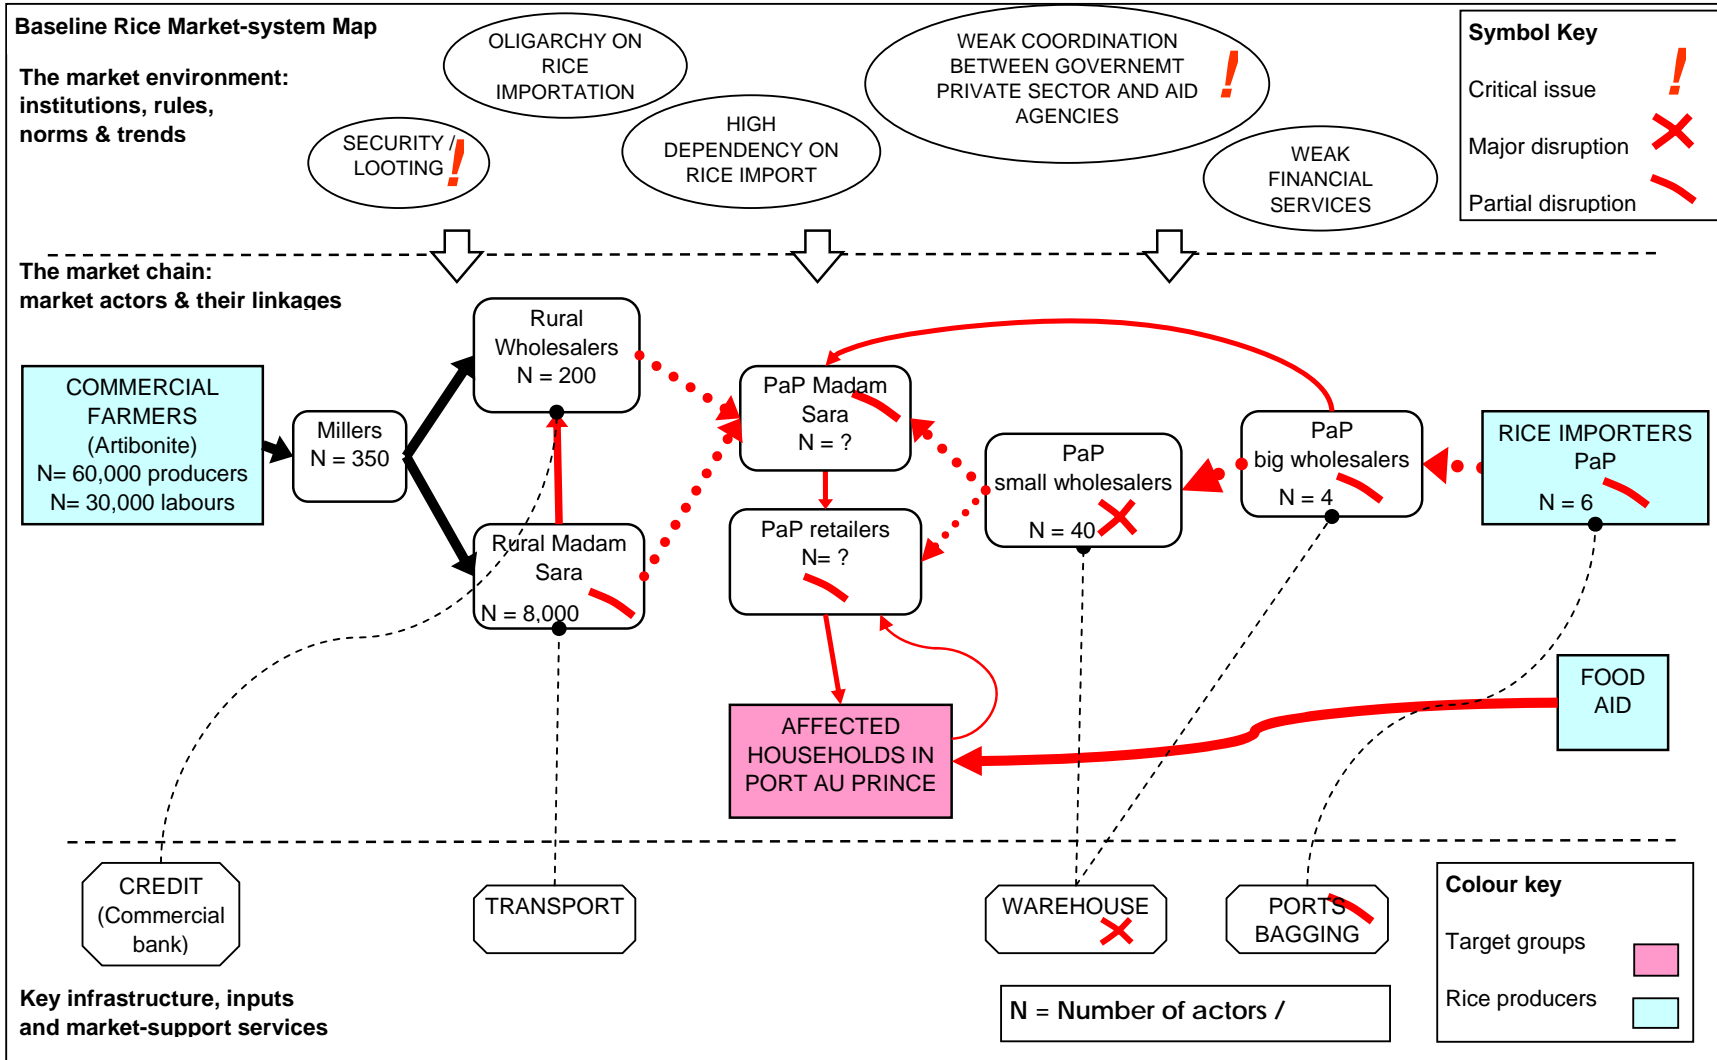 Baseline Rice Market-system Map
The market environment:
institutions, rules,
norms & trends
OLIGARCHY ON
RICE
IMPORTATION
WEAK COORDINATION
BETWEEN GOVERNEMT
PRIVATE SECTOR AND AID
AGENCIES
SECURITY /
LOOTING
HIGH
DEPENDENCY ON
RICE IMPORT
WEAK
FINANCIAL
SERVICES
Symbol Key
Critical issue
Major disruption
Partial disruption
The market chain:
market actors & their linkages
COMMERCIAL
FARMERS
(Artibonite)
N= 60,000 producers
N= 30,000 labours
Millers
N = 350
Rural
Wholesalers
N = 200
Rural Madam
Sara
N = 8,000
PaP Madam
Sara
N = ?
PaP retailers
N= ?
PaP
small wholesalers
N = 40
PaP
big wholesalers
N = 4
RICE IMPORTERS
PaP
N = 6
AFFECTED
HOUSEHOLDS IN
PORT AU PRINCE
FOOD
AID
CREDIT
(Commercial
bank)
TRANSPORT
WAREHOUSE
PORTS
BAGGING
Key infrastructure, inputs
and market-support services
N = Number of actors /
Colour key
Target groups
Rice producers